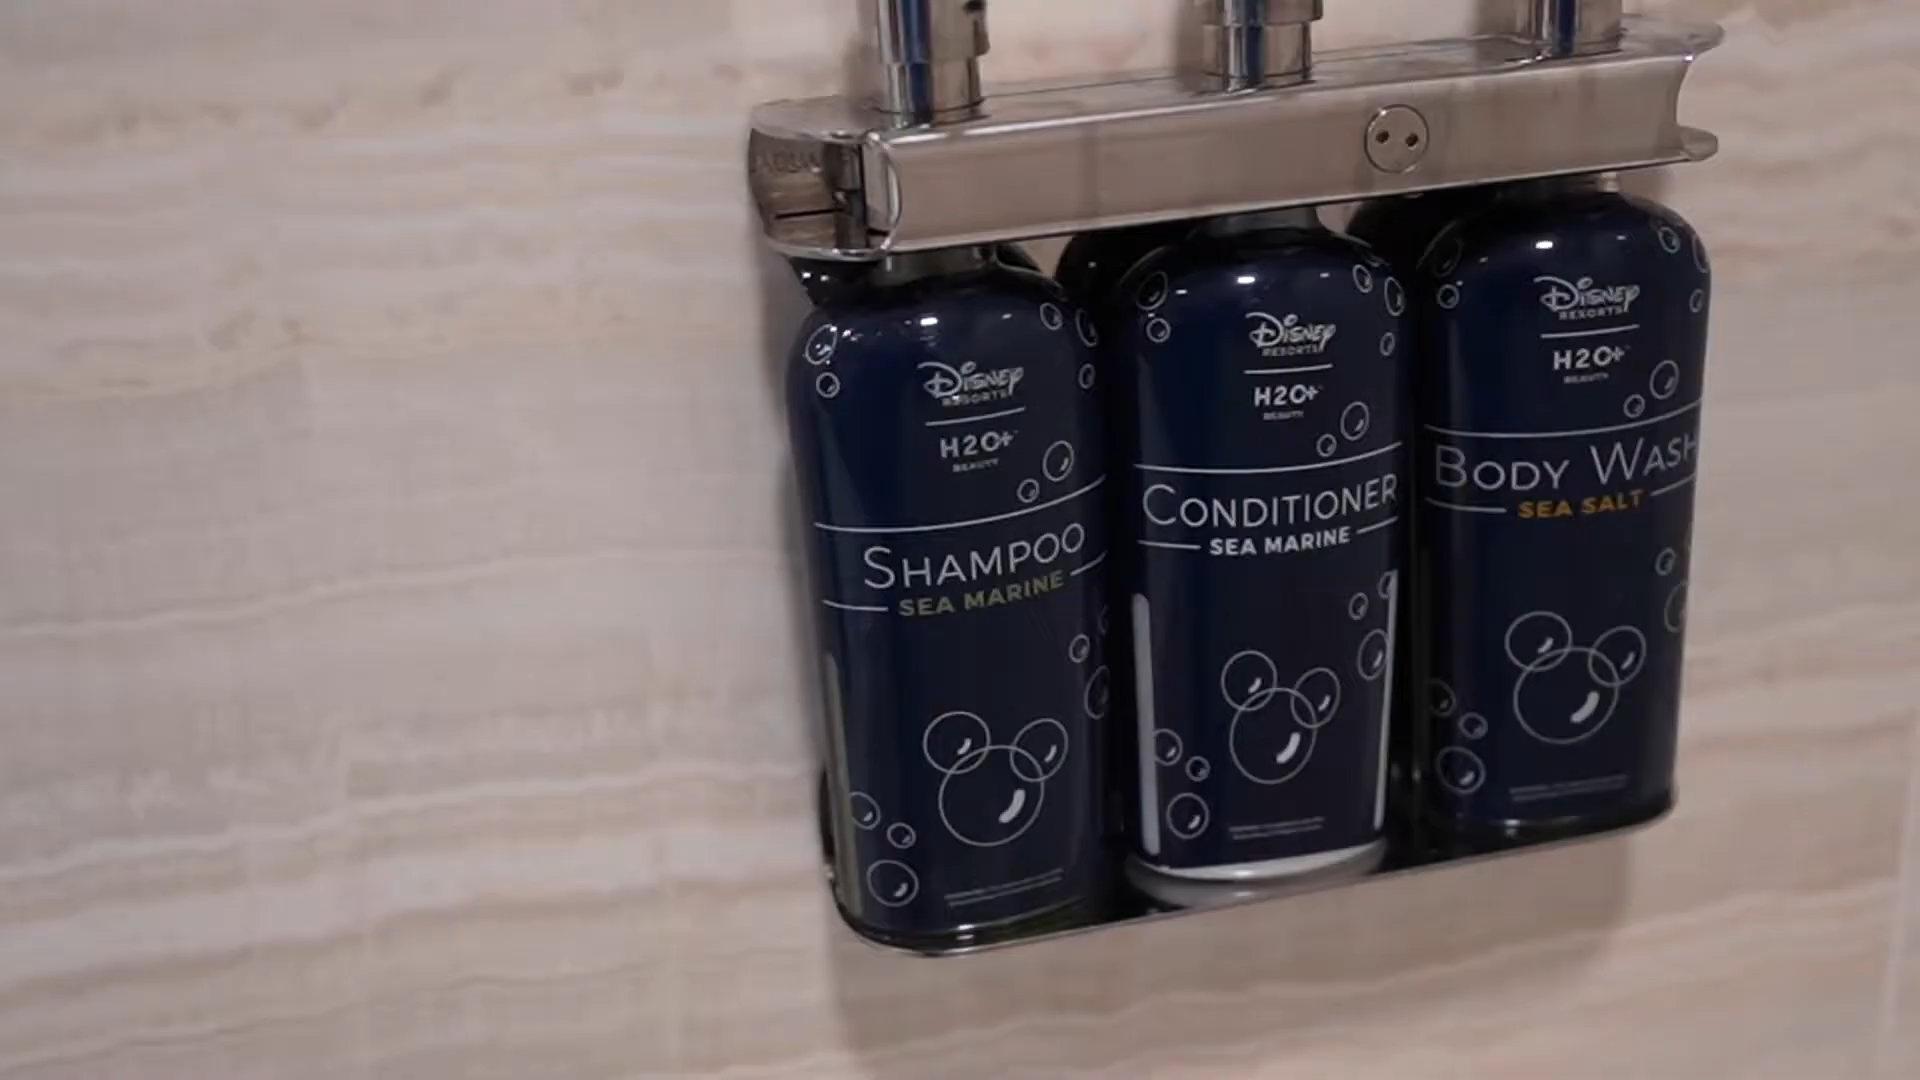 AQUA
DISNEY
RESORTS
H2O+
BEAUTY
SHAMPOO
SEA MARINE
DISNEY
RESORTS
H2O+
BEAUTY
CONDITIONER
SEA MARINE
DISNEY
RESORTS
H2O+
BEAUTY
BODY WASH
SEA SALT